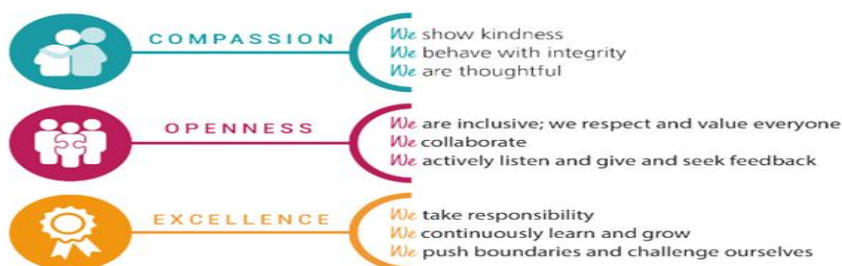 COMPASSION
We show kindness
We behave with integrity
We are thoughtful
OPENNESS
We are inclusive; we respect and value everyone
We collaborate
We actively listen and give and seek feedback
EXCELLENCE
We take responsibility
We continuously learn and grow
We push boundaries and challenge ourselves